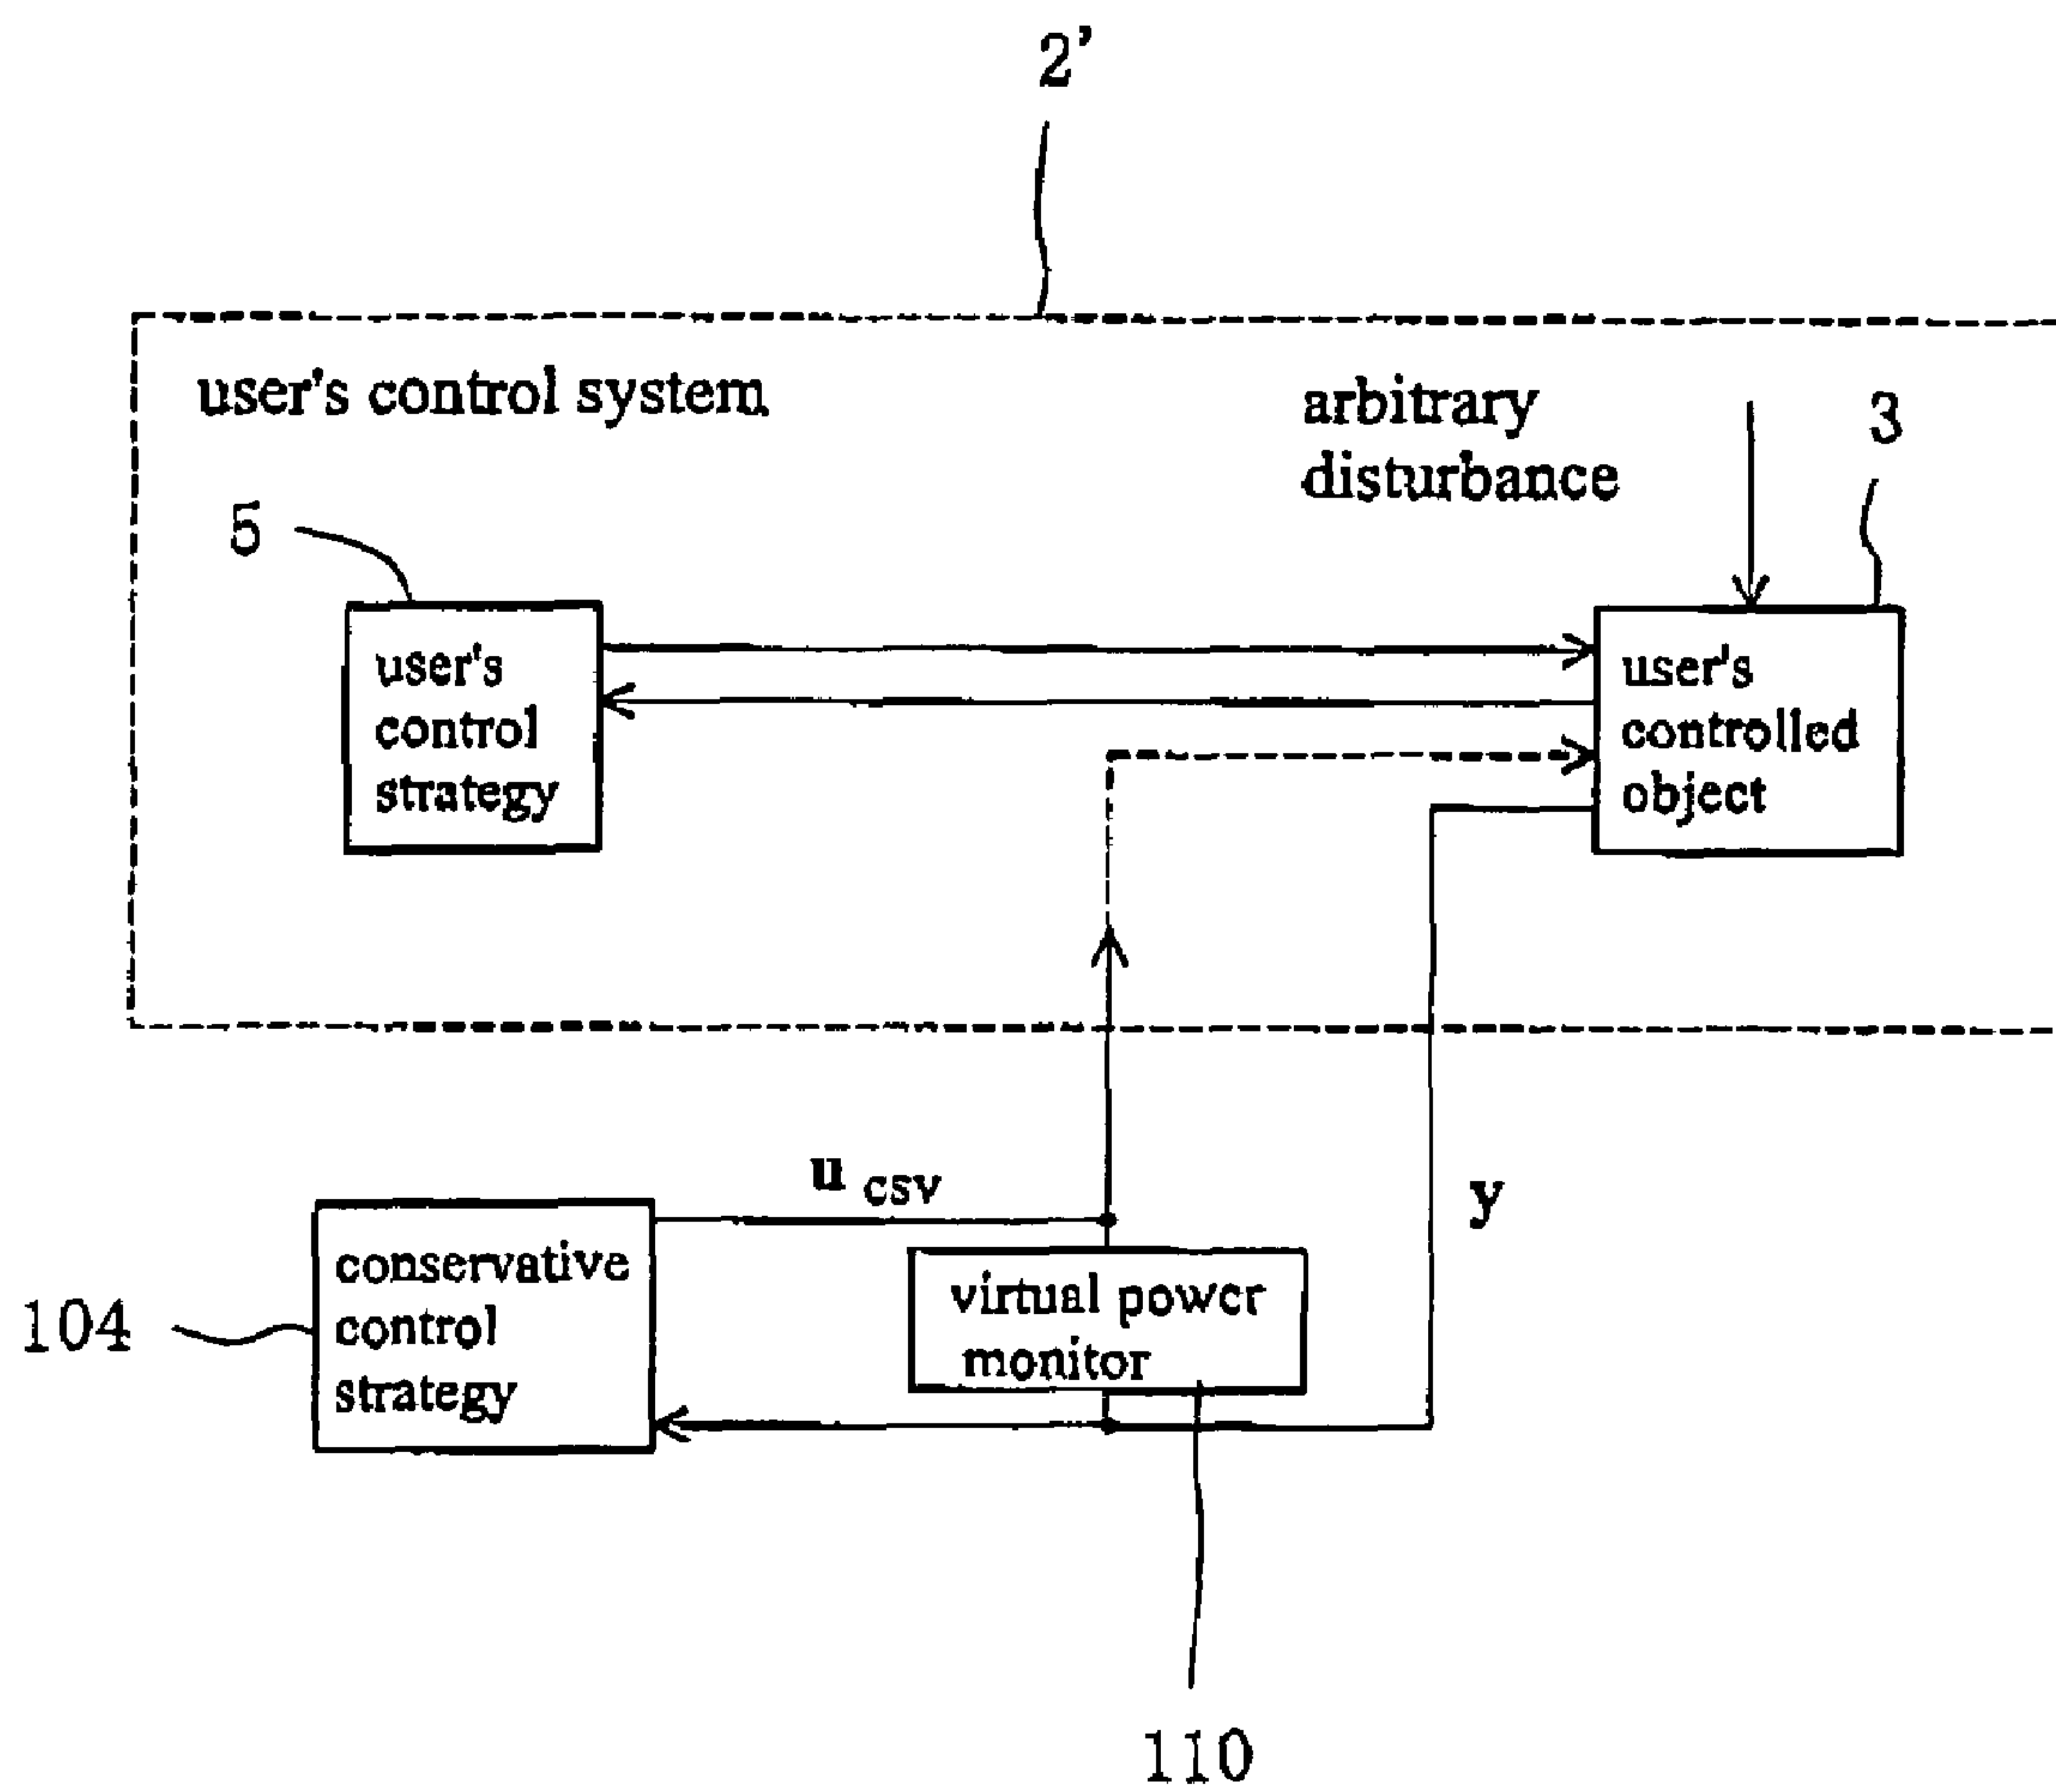 2’
user's control system
arbitrary
disturbance
3
5
user's
control
strategy
user's
controlled
object
u csv
y
conservative
control
strategy
virtual power
monitor
104
110